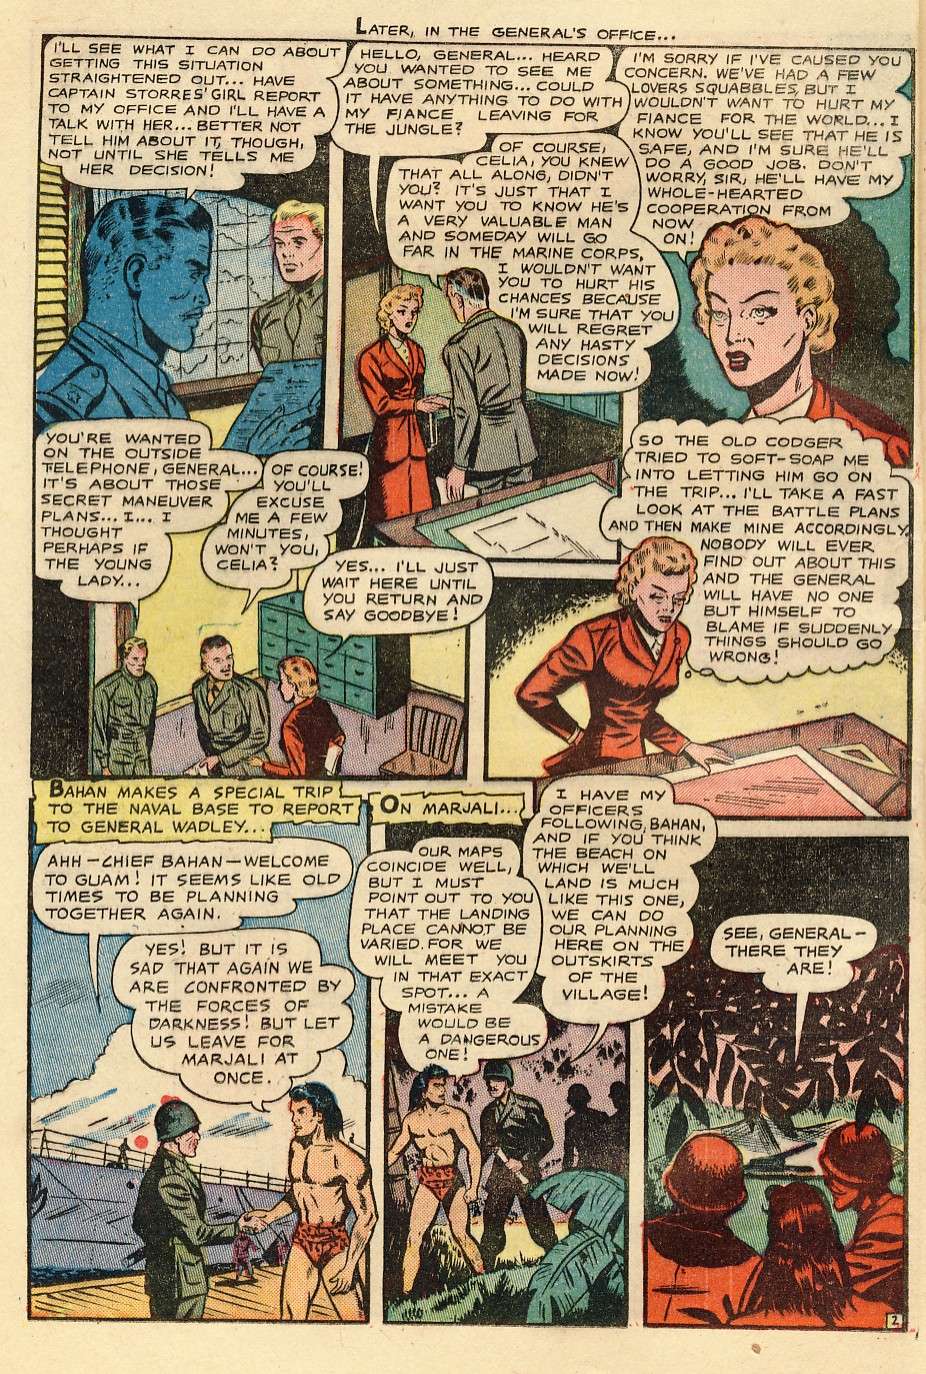 LATER, IN THE GENERAL'S OFFICE...
I'LL SEE WHAT I CAN DO ABOUT
GETTING THIS SITUATION
STRAIGHTENED OUT... HAVE
CAPTAIN STORRES' GIRL REPORT
TO MY OFFICE AND I'LL HAVE A
TALK WITH HER... BETTER NOT
TELL HIM ABOUT IT, THOUGH,
NOT UNTIL SHE TELLS ME
HER DECISION!
HELLO, GENERAL... HEARD
YOU WANTED TO SEE ME
ABOUT SOMETHING... COULD
IT HAVE ANYTHING TO DO WITH
MY FIANCE LEAVING FOR
THE JUNGLE?
OF COURSE,
CELIA, YOU KNEW
THAT ALL ALONG, DIDN'T
YOU? IT'S JUST THAT I
WANT YOU TO KNOW HE'S
A VERY VALUABLE MAN
AND SOMEDAY WILL GO
FAR IN THE MARINE CORPS,
I WOULDN'T WANT
YOU TO HURT HIS
CHANCES BECAUSE
I'M SURE THAT YOU
WILL REGRET
ANY HASTY
DECISIONS
MADE NOW!
I'M SORRY IF I'VE CAUSED YOU
CONCERN. WE'VE HAD A FEW
LOVERS SQUABBLES, BUT I
WOULDN'T WANT TO HURT MY
FIANCE FOR THE WORLD... I
KNOW YOU'LL SEE THAT HE IS
SAFE, AND I'M SURE HE'LL
DO A GOOD JOB. DON'T
WORRY, SIR, HE'LL HAVE MY
WHOLE-HEARTED
COOPERATION FROM
NOW
ON!
YOU'RE WANTED
ON THE OUTSIDE
TELEPHONE, GENERAL...
IT'S ABOUT THOSE
SECRET MANEUVER
PLANS... I... I
THOUGHT
PERHAPS IF
THE YOUNG
LADY...
OF COURSE!
YOU'LL
EXCUSE
ME A FEW
MINUTES,
WON'T YOU,
CELIA?
YES... I'LL JUST
WAIT HERE UNTIL
YOU RETURN AND
SAY GOODBYE!
SO THE OLD CODGER
TRIED TO SOFT-SOAP ME
INTO LETTING HIM GO ON
THE TRIP... I'LL TAKE A FAST
LOOK AT THE BATTLE PLANS
AND THEN MAKE MINE ACCORDINGLY.
NOBODY WILL EVER
FIND OUT ABOUT THIS
AND THE GENERAL
WILL HAVE NO ONE
BUT HIMSELF TO
BLAME IF SUDDENLY
THINGS SHOULD GO
WRONG!
BAHAN MAKES A SPECIAL TRIP
TO THE NAVAL BASE TO REPORT
TO GENERAL WADLEY...
AHH—CHIEF BAHAN—WELCOME
TO GUAM! IT SEEMS LIKE OLD
TIMES TO BE PLANNING
TOGETHER AGAIN.
YES! BUT IT IS
SAD THAT AGAIN WE
ARE CONFRONTED BY
THE FORCES OF
DARKNESS! BUT LET
US LEAVE FOR
MARJALI AT
ONCE.
ON MARJALI...
OUR MAPS
COINCIDE WELL,
BUT I MUST
POINT OUT TO YOU
THAT THE LANDING
PLACE CANNOT BE
VARIED. FOR WE
WILL MEET YOU
IN THAT EXACT
SPOT... A
MISTAKE
WOULD BE
A DANGEROUS
ONE!
I HAVE MY
OFFICERS
FOLLOWING, BAHAN,
AND IF YOU THINK
THE BEACH ON
WHICH WE'LL
LAND IS MUCH
LIKE THIS ONE,
WE CAN DO
OUR PLANNING
HERE ON THE
OUTSKIRTS
OF THE
VILLAGE!
SEE, GENERAL—
THERE THEY
ARE!
2